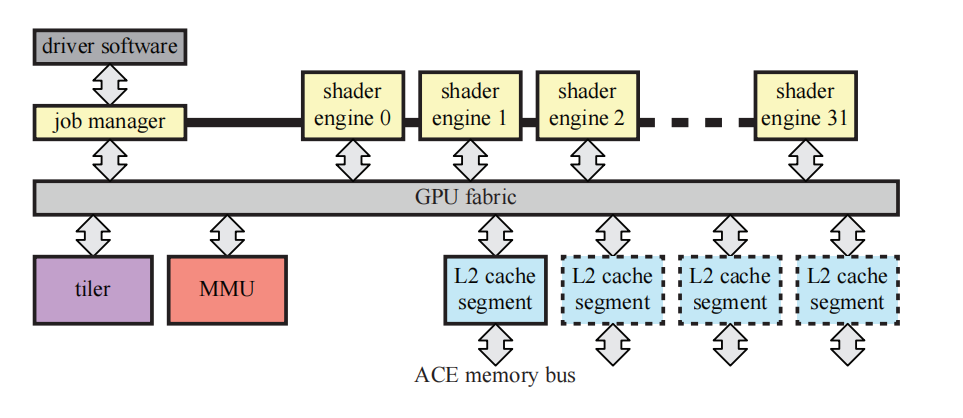 driver software
job manager
shader
engine 0
shader
engine 1
shader
engine 2
shader
engine 31
GPU fabric
tiler
MMU
L2 cache
segment
L2 cache
segment
L2 cache
segment
L2 cache
segment
ACE memory bus